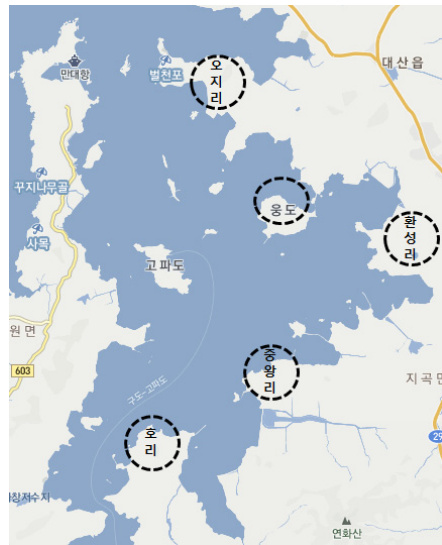 만대항
벌천포
오지리
대산읍
꾸지나무골
사목
웅도
환성리
고파도
원면
603
중왕리
지곡면
구도-고파도
호리
29
창저수지
연화산